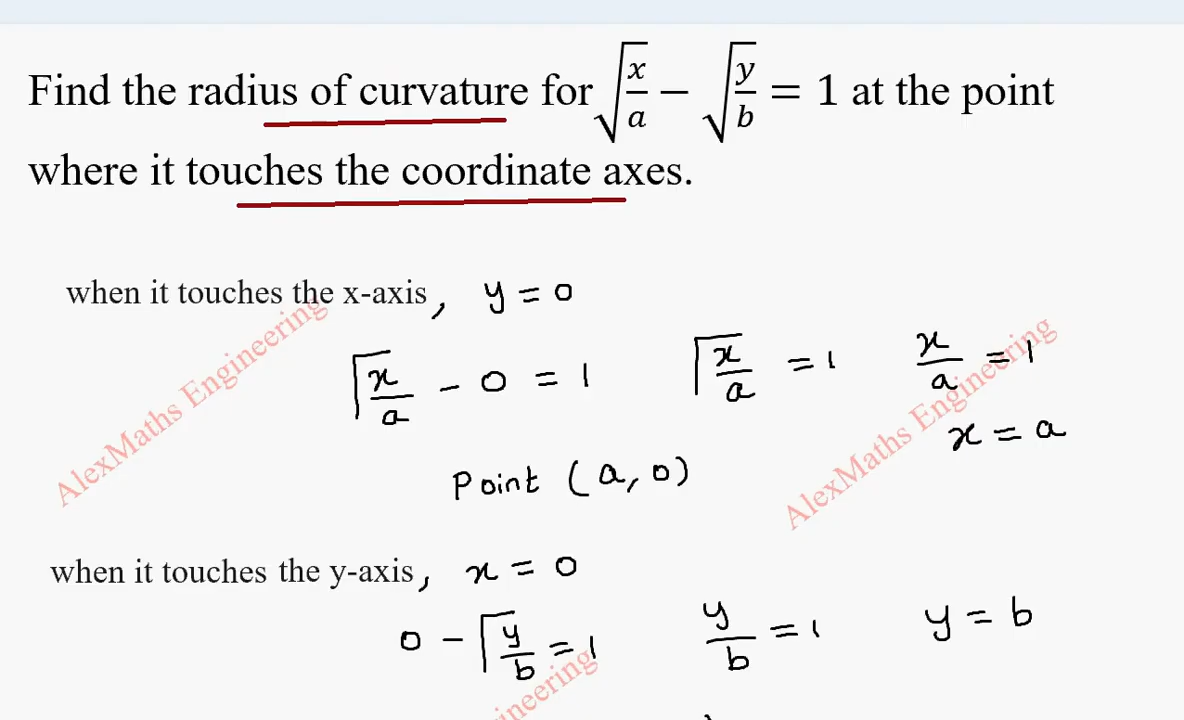 Find the radius of curvature for √(x/a) − √(y/b) = 1 at the point
where it touches the coordinate axes.
when it touches the x-axis, y = 0
√(x/a) − 0 = 1 √(x/a) = 1 x/a = 1
x = a
Point (a, 0)
AlexMaths Engineering
AlexMaths Engineering
when it touches the y-axis, x = 0
0 − √(y/b) = 1 y/b = 1 y = b
neering